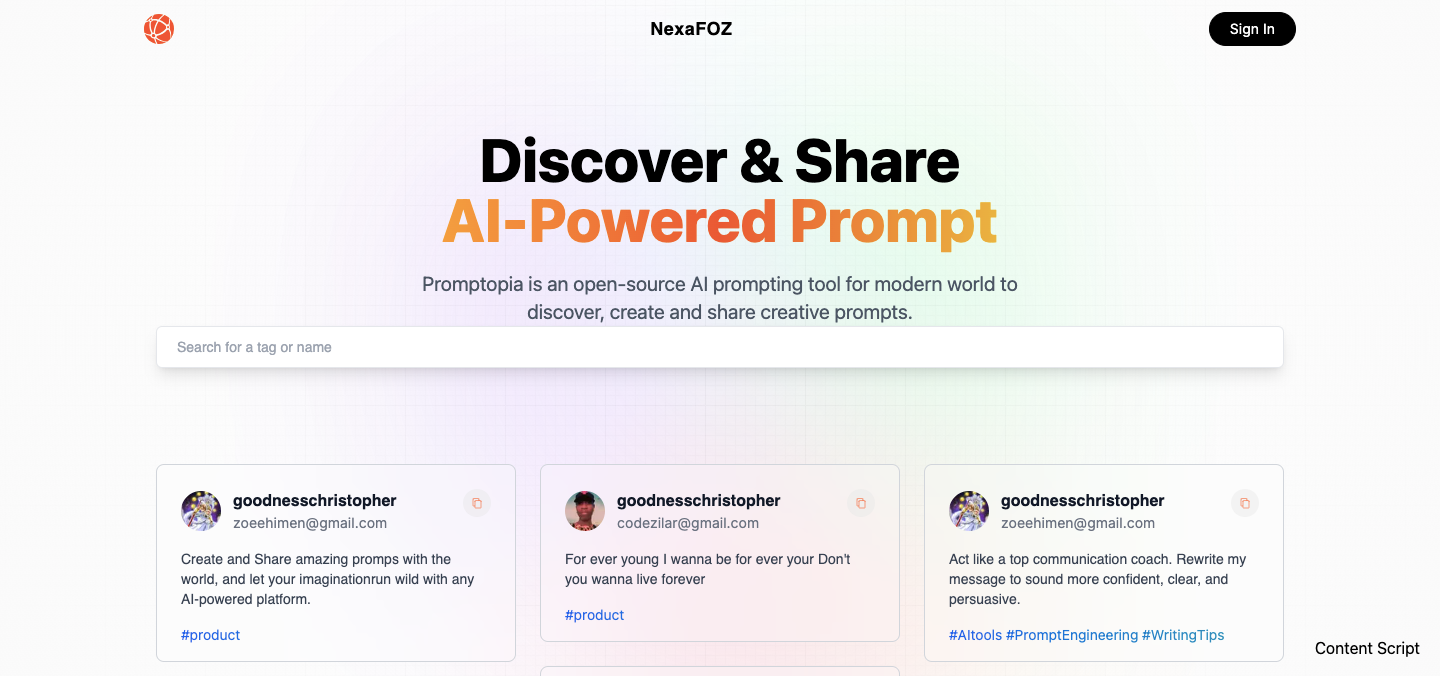 NexaFOZ
Sign In
Discover & Share
AI-Powered Prompt
Promptopia is an open-source AI prompting tool for modern world to
discover, create and share creative prompts.
Search for a tag or name
goodnesschristopher
zoeehimen@gmail.com
Create and Share amazing promps with the
world, and let your imaginationrun wild with any
AI-powered platform.
#product
goodnesschristopher
codezilar@gmail.com
For ever young I wanna be for ever your Don't
you wanna live forever
#product
goodnesschristopher
zoeehimen@gmail.com
Act like a top communication coach. Rewrite my
message to sound more confident, clear, and
persuasive.
#AItools #PromptEngineering #WritingTips
Content Script